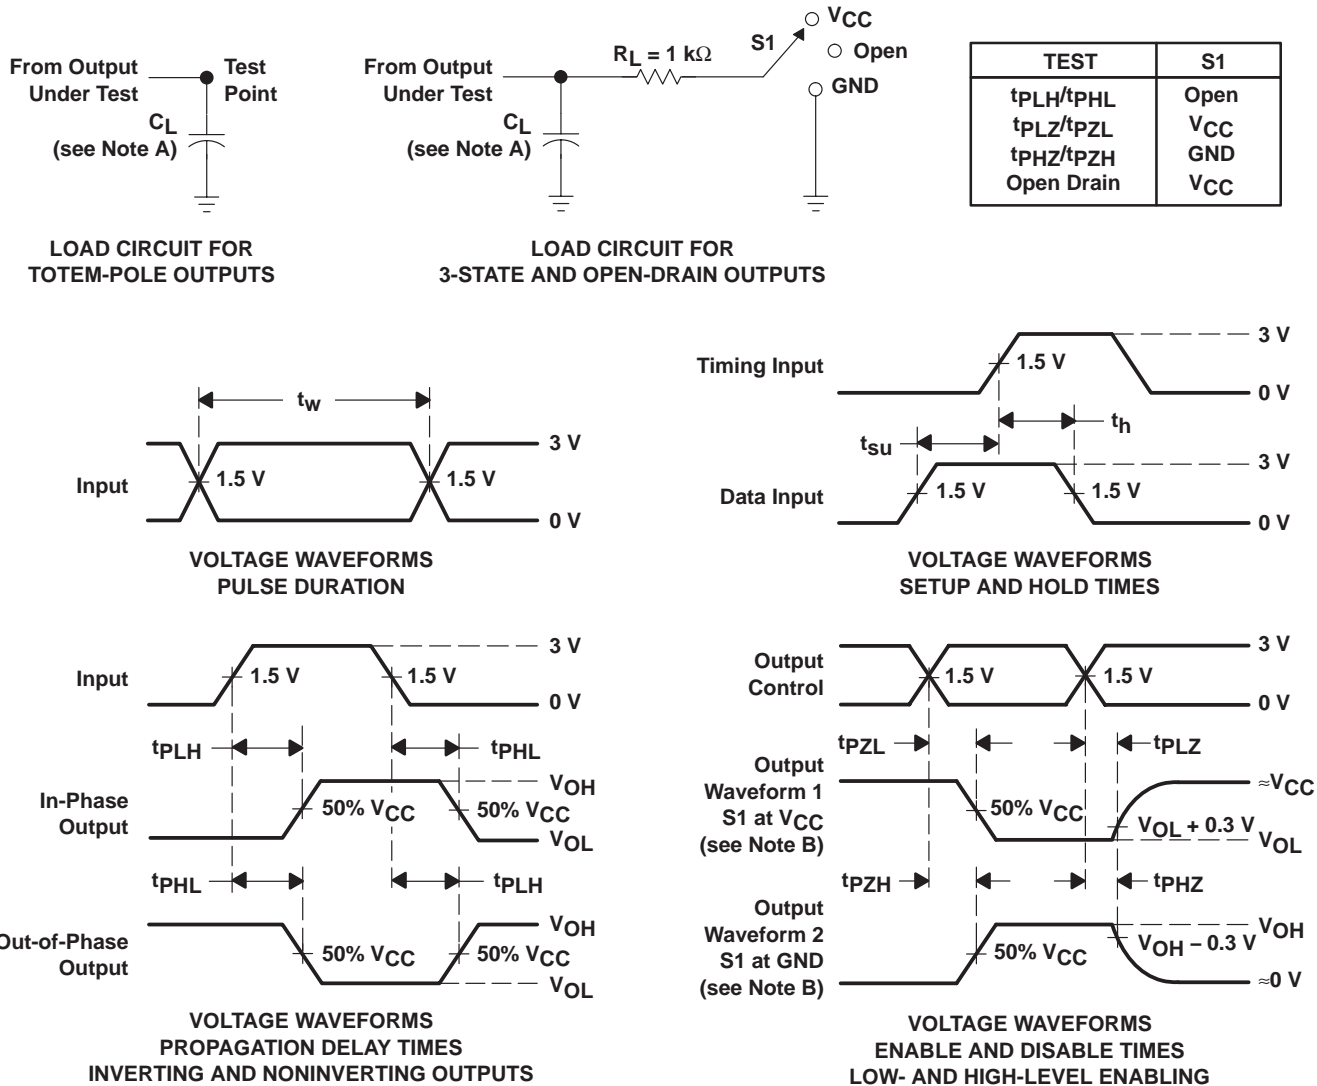 From Output
Under Test
Test
Point
CL
(see Note A)
LOAD CIRCUIT FOR
TOTEM-POLE OUTPUTS
From Output
Under Test
CL
(see Note A)
RL = 1 kΩ
S1
VCC
Open
GND
LOAD CIRCUIT FOR
3-STATE AND OPEN-DRAIN OUTPUTS
TEST S1
tPLH/tPHL Open
tPLZ/tPZL VCC
tPHZ/tPZH GND
Open Drain VCC
tw
Input
1.5 V
1.5 V
3 V
0 V
VOLTAGE WAVEFORMS
PULSE DURATION
Timing Input
1.5 V
3 V
0 V
tsu
th
Data Input
1.5 V
1.5 V
3 V
0 V
VOLTAGE WAVEFORMS
SETUP AND HOLD TIMES
Input
1.5 V
1.5 V
3 V
0 V
tPLH
tPHL
In-Phase
Output
50% VCC
50% VCC
VOH
VOL
tPHL
tPLH
Out-of-Phase
Output
50% VCC
50% VCC
VOH
VOL
VOLTAGE WAVEFORMS
PROPAGATION DELAY TIMES
INVERTING AND NONINVERTING OUTPUTS
Output
Control
1.5 V
1.5 V
3 V
0 V
tPZL
tPLZ
Output
Waveform 1
S1 at VCC
(see Note B)
50% VCC
VOL + 0.3 V
≈VCC
VOL
tPZH
tPHZ
Output
Waveform 2
S1 at GND
(see Note B)
50% VCC
VOH − 0.3 V
VOH
≈0 V
VOLTAGE WAVEFORMS
ENABLE AND DISABLE TIMES
LOW- AND HIGH-LEVEL ENABLING